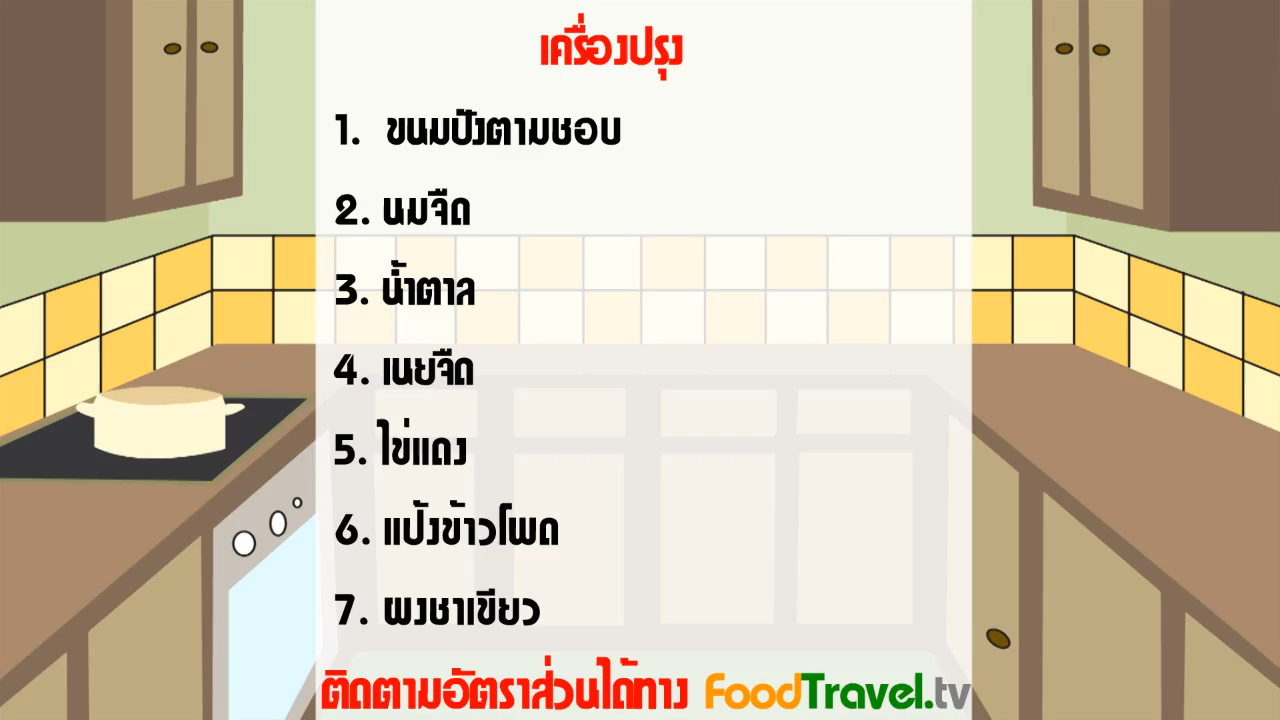 เครื่องปรุง
1. ขนมปังตามชอบ
2. นมจืด
3. น้ำตาล
4. เนยจืด
5. ไข่แดง
6. แป้งข้าวโพด
7. ผงชาเขียว
ติดตามอัตราส่วนได้ทาง FoodTravel.tv